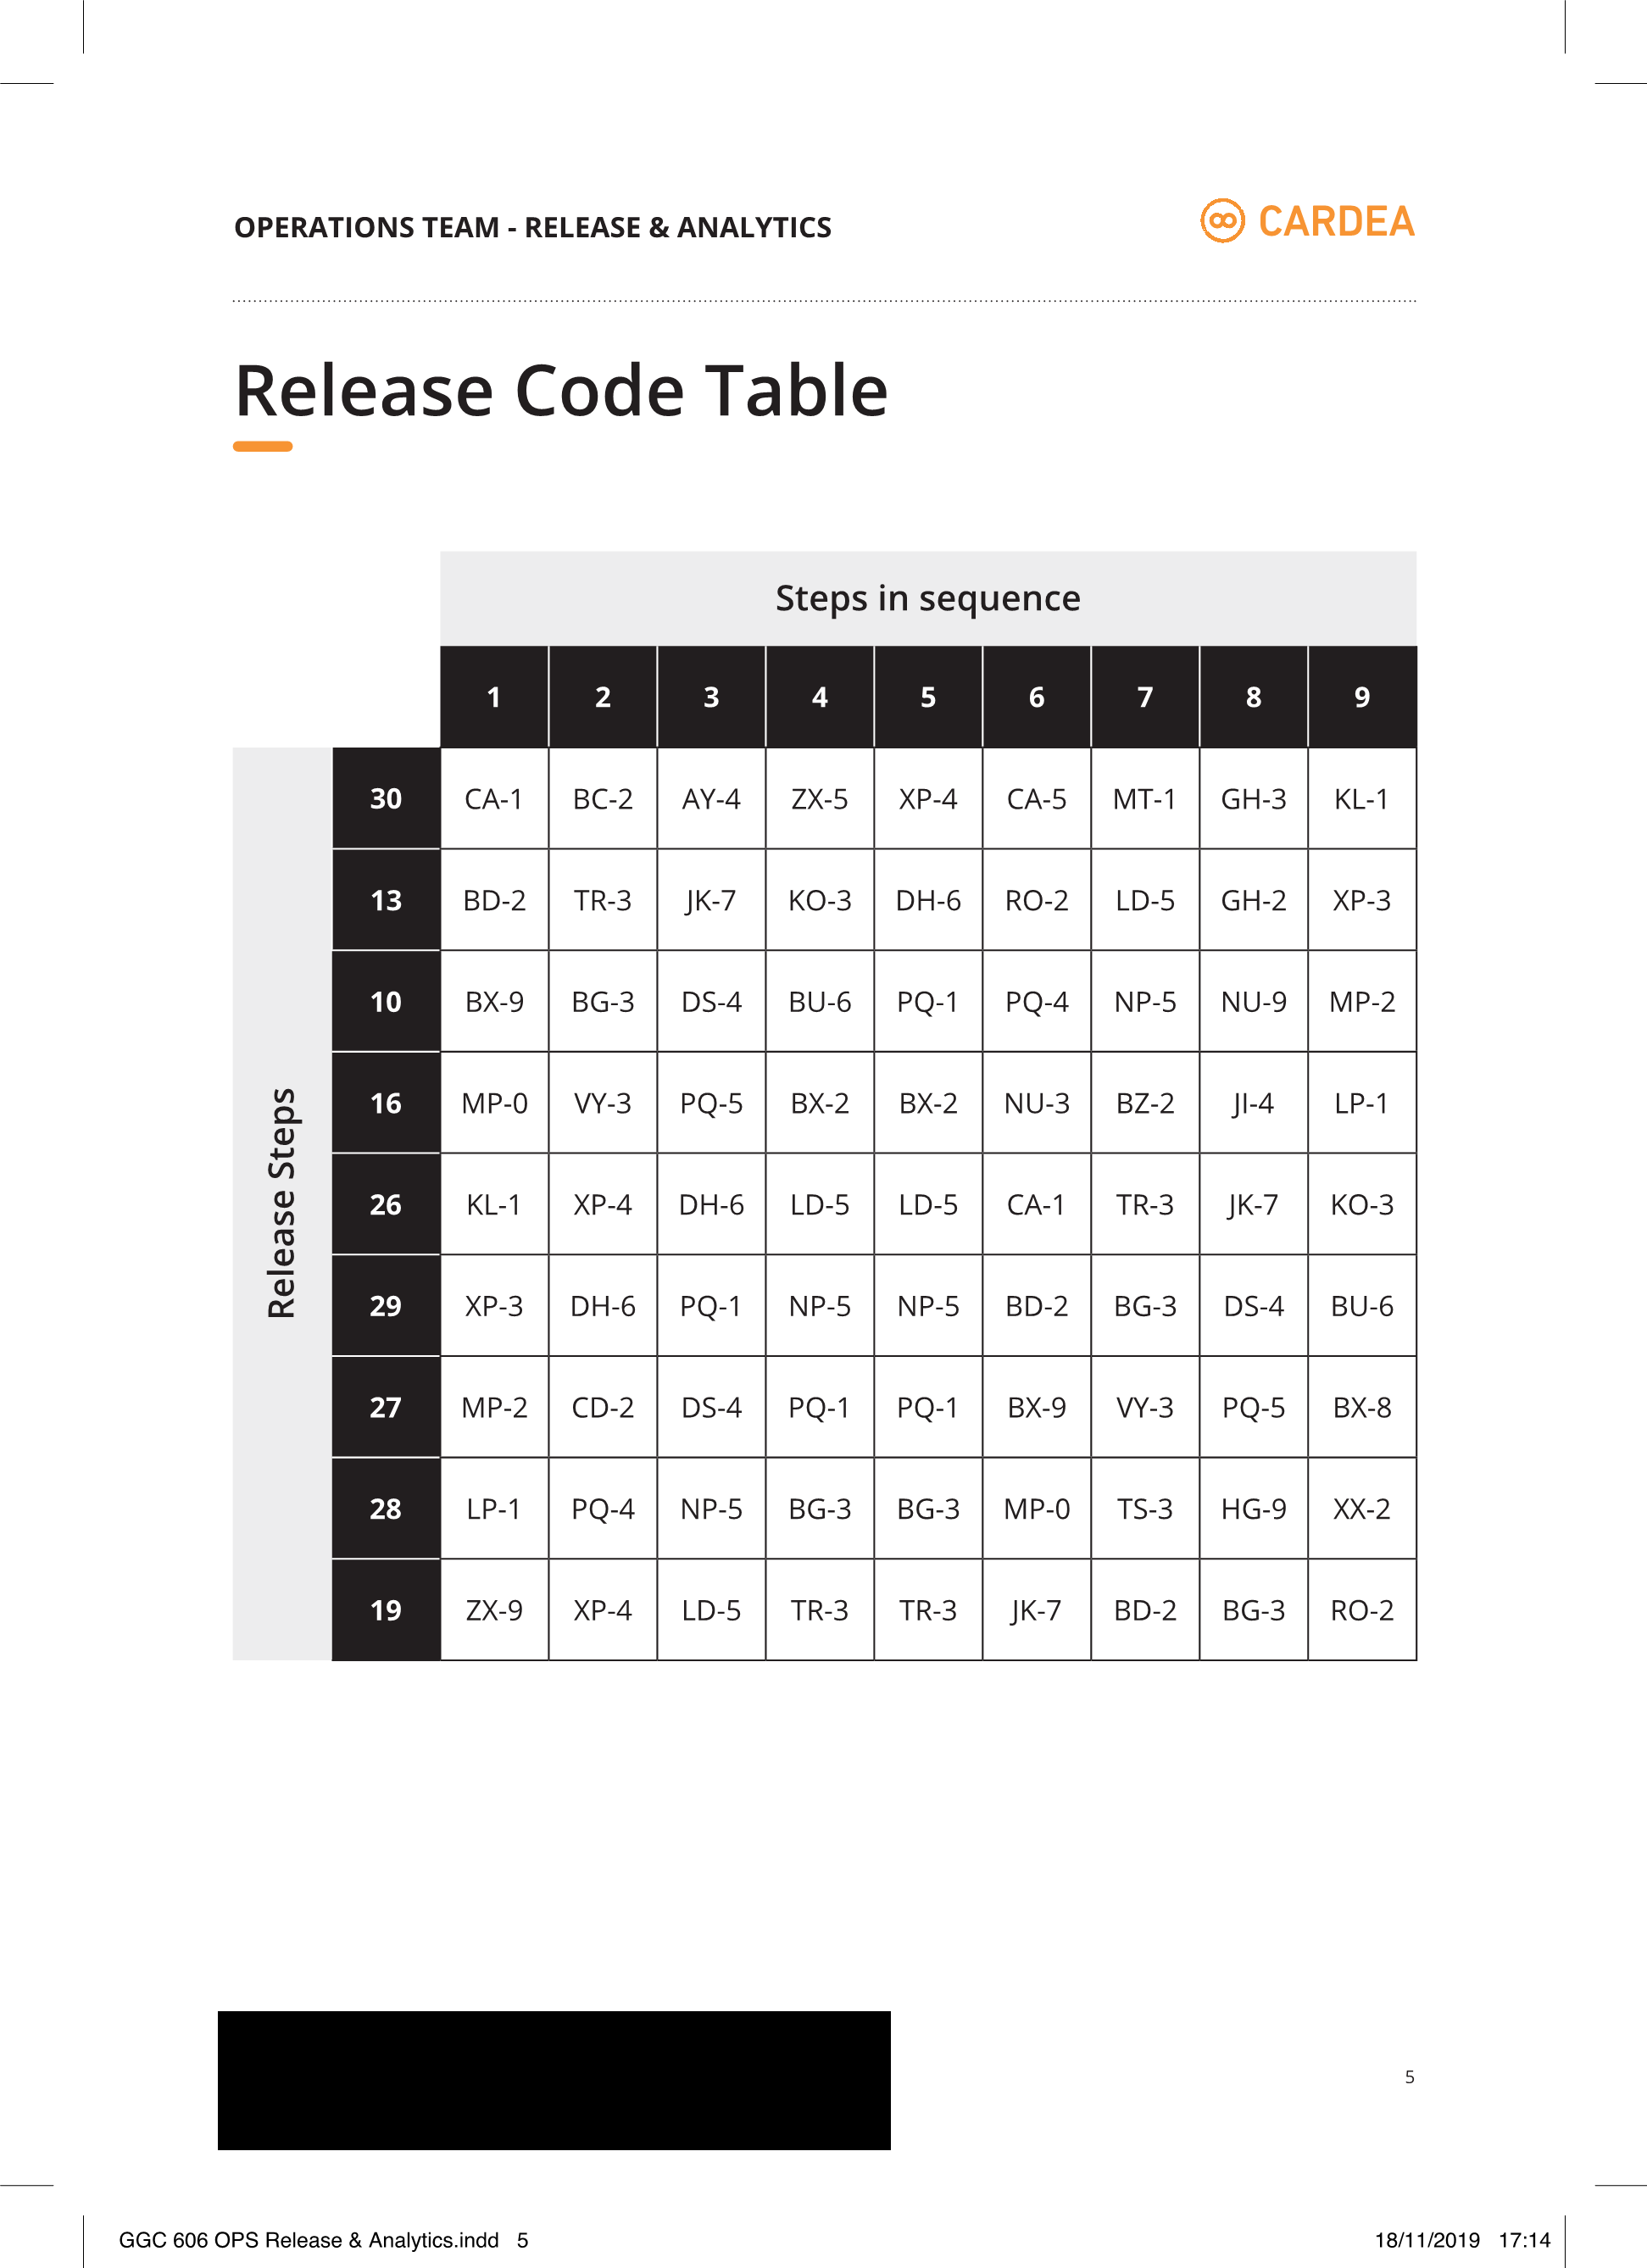 OPERATIONS TEAM - RELEASE & ANALYTICS
CARDEA
Release Code Table
Steps in sequence
1 2 3 4 5 6 7 8 9
Release Steps
30 CA-1 BC-2 AY-4 ZX-5 XP-4 CA-5 MT-1 GH-3 KL-1
13 BD-2 TR-3 JK-7 KO-3 DH-6 RO-2 LD-5 GH-2 XP-3
10 BX-9 BG-3 DS-4 BU-6 PQ-1 PQ-4 NP-5 NU-9 MP-2
16 MP-0 VY-3 PQ-5 BX-2 BX-2 NU-3 BZ-2 JI-4 LP-1
26 KL-1 XP-4 DH-6 LD-5 LD-5 CA-1 TR-3 JK-7 KO-3
29 XP-3 DH-6 PQ-1 NP-5 NP-5 BD-2 BG-3 DS-4 BU-6
27 MP-2 CD-2 DS-4 PQ-1 PQ-1 BX-9 VY-3 PQ-5 BX-8
28 LP-1 PQ-4 NP-5 BG-3 BG-3 MP-0 TS-3 HG-9 XX-2
19 ZX-9 XP-4 LD-5 TR-3 TR-3 JK-7 BD-2 BG-3 RO-2
5
GGC 606 OPS Release & Analytics.indd 5
18/11/2019 17:14